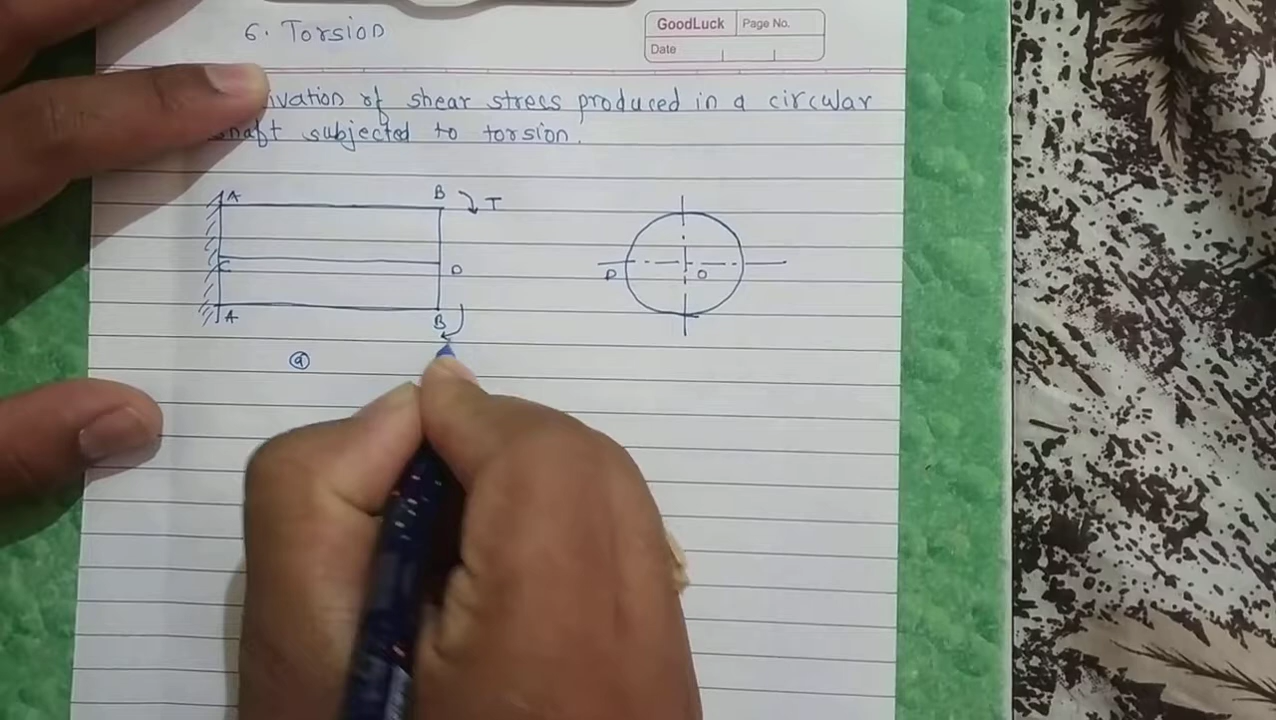 6. Torsion
GoodLuck Page No.
Date
ivation of shear stress produced in a circular
shaft subjected to torsion.
A B T
C D
A B
D O
a